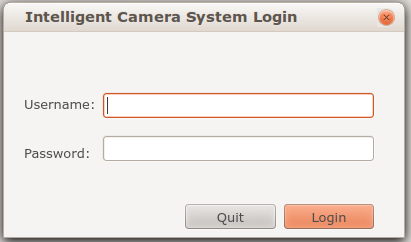 Intelligent Camera System Login
Username:
Password:
Quit
Login